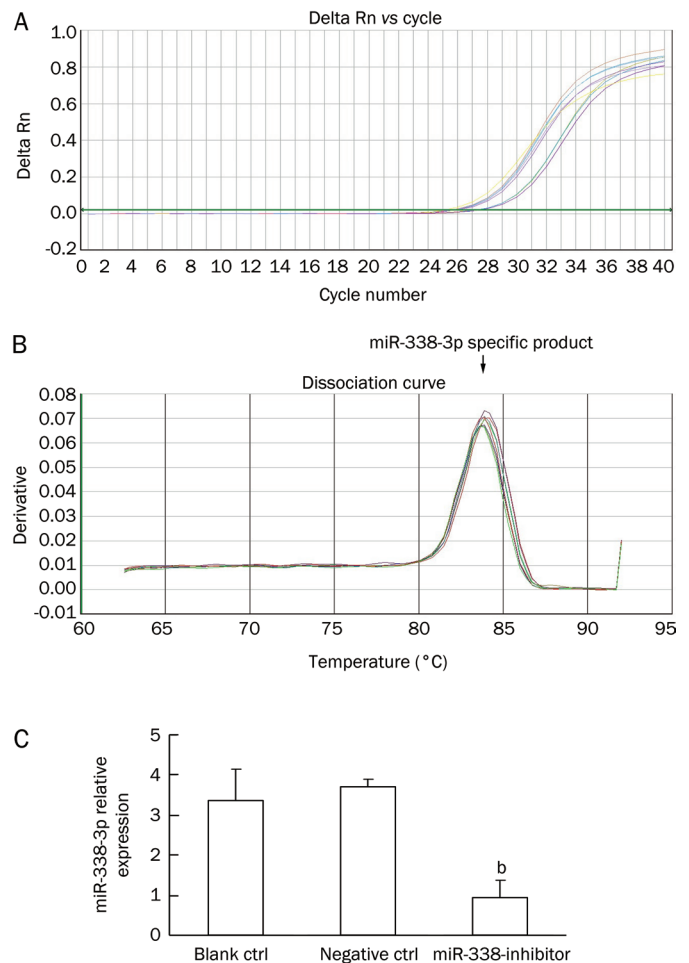 A
Delta Rn vs cycle
1.0
0.8
0.6
0.4
0.2
0.0
-0.2
Delta Rn
0 2 4 6 8 10 12 14 16 18 20 22 24 26 28 30 32 34 36 38 40
Cycle number
B
miR-338-3p specific product
Dissociation curve
0.08
0.07
0.06
0.05
0.04
0.03
0.02
0.01
0.00
-0.01
Derivative
60 65 70 75 80 85 90 95
Temperature (°C)
C
5
4
3
2
1
0
miR-338-3p relative
expression
b
Blank ctrl Negative ctrl miR-338-inhibitor